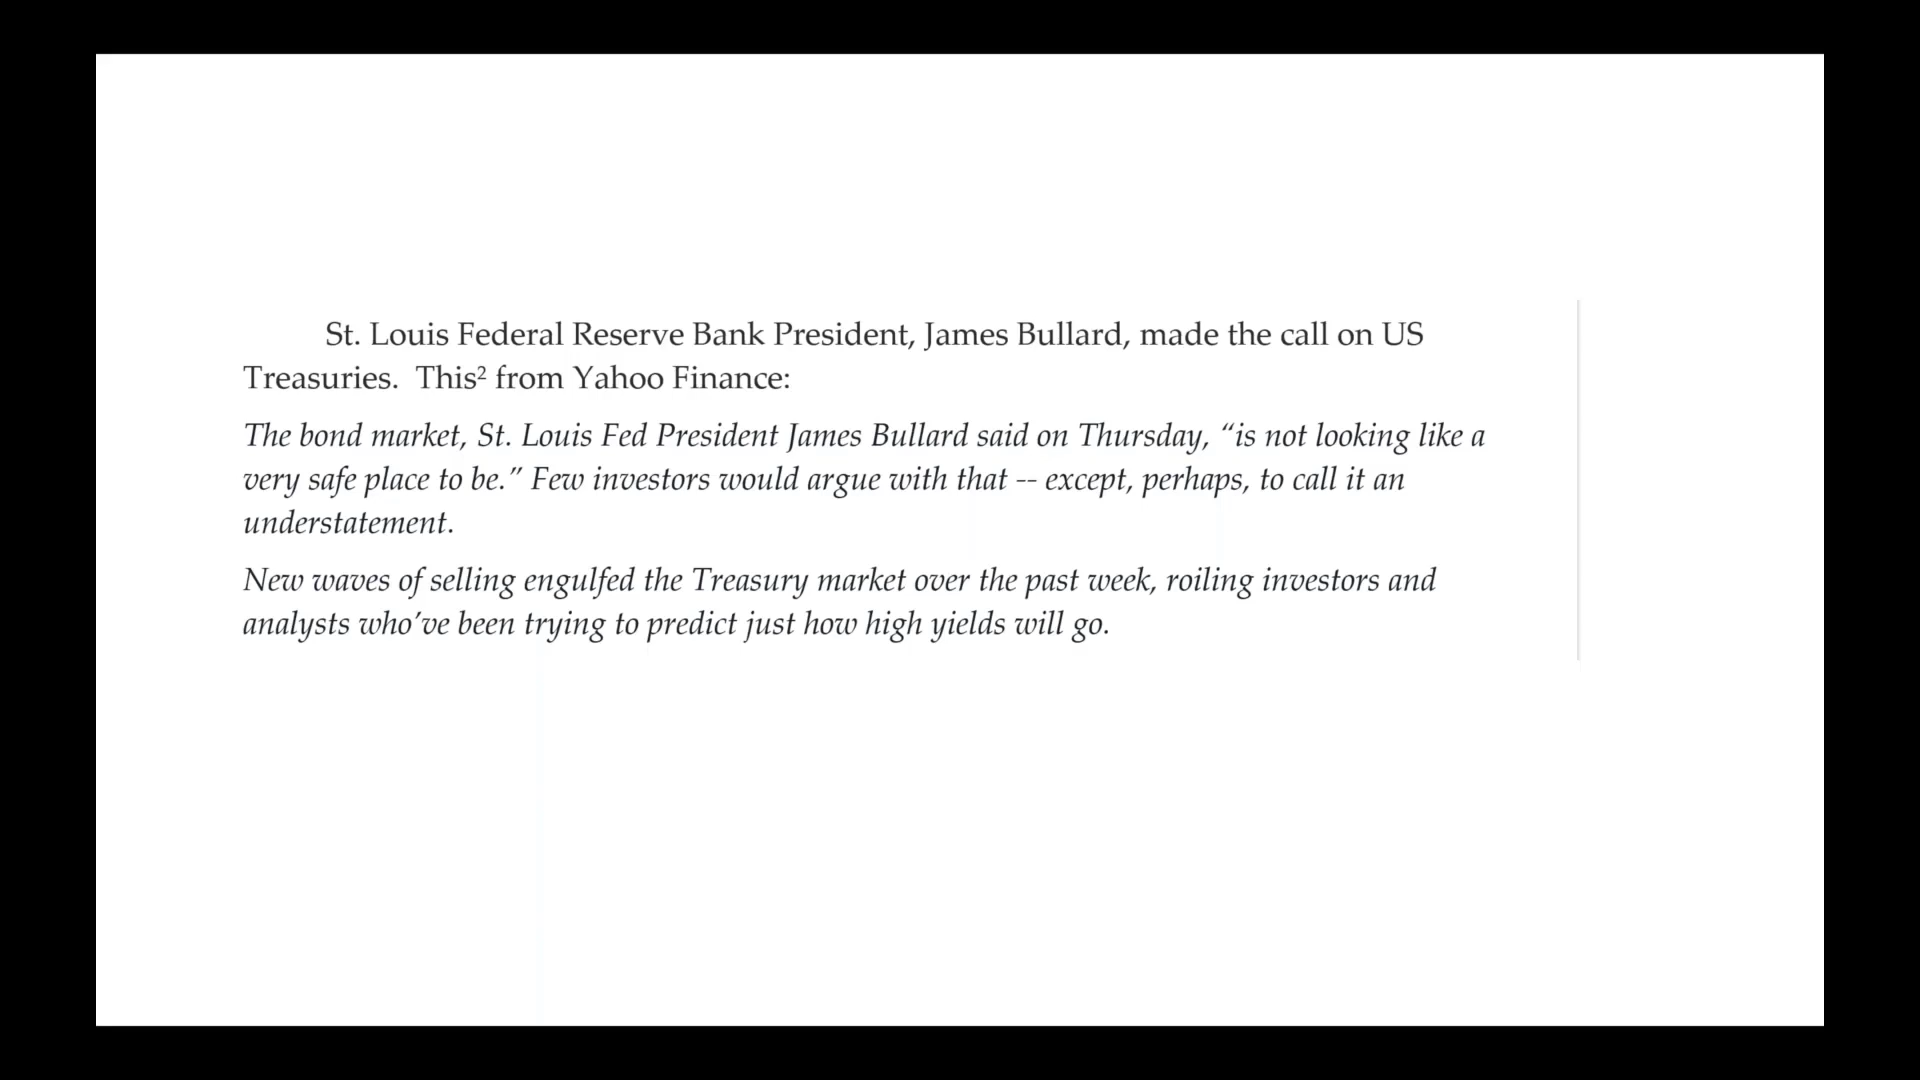 St. Louis Federal Reserve Bank President, James Bullard, made the call on US
Treasuries.  This² from Yahoo Finance:
The bond market, St. Louis Fed President James Bullard said on Thursday, “is not looking like a
very safe place to be.” Few investors would argue with that -- except, perhaps, to call it an
understatement.
New waves of selling engulfed the Treasury market over the past week, roiling investors and
analysts who’ve been trying to predict just how high yields will go.